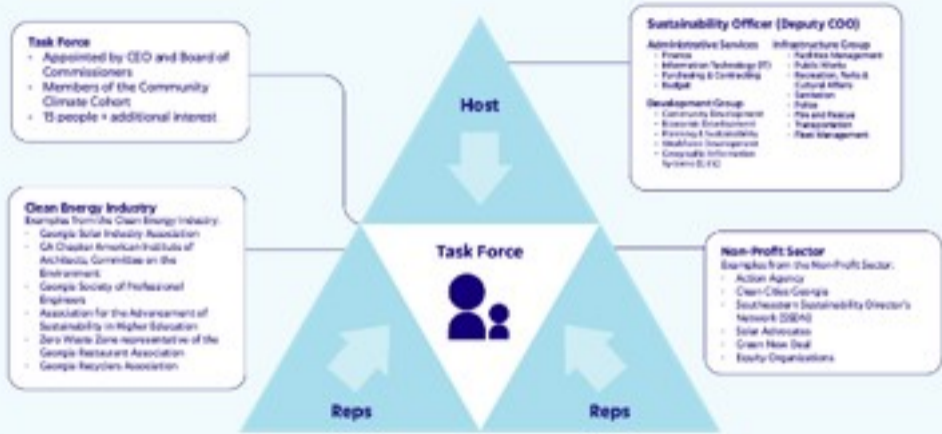 Task Force
• Appointed by CEO and Board of
Commissioners
• Members of the Community
Climate Cohort
• 15 people + additional interest
Host
Sustainability Officer (Deputy COO)
Administrative Services
• Finance
• Information Technology (IT)
• Purchasing & Contracting
• Budget
Development Group
• Community Development
• Economic Development
• Planning & Sustainability
• Workforce Development
• Geographic Information
Systems (GIS)
Infrastructure Group
• Facilities Management
• Public Works
• Recreation, Parks &
Cultural Affairs
• Sanitation
• Police
• Fire and Rescue
• Transportation
• Fleet Management
Clean Energy Industry
Examples from the Clean Energy Industry:
• Georgia Solar Industry Association
• GA Chapter American Institute of
Architects, Committee on the
Environment
• Georgia Society of Professional
Engineers
• Association for the Advancement of
Sustainability in Higher Education
• Zero Waste Zone representative of the
Georgia Restaurant Association
• Georgia Recyclers Association
Task Force
Non-Profit Sector
Examples from the Non-Profit Sector:
• Action Agency
• Clean Cities Georgia
• Southeastern Sustainability Director's
Network (SSDN)
• Solar Advocates
• Green New Deal
• Equity Organizations
Reps
Reps